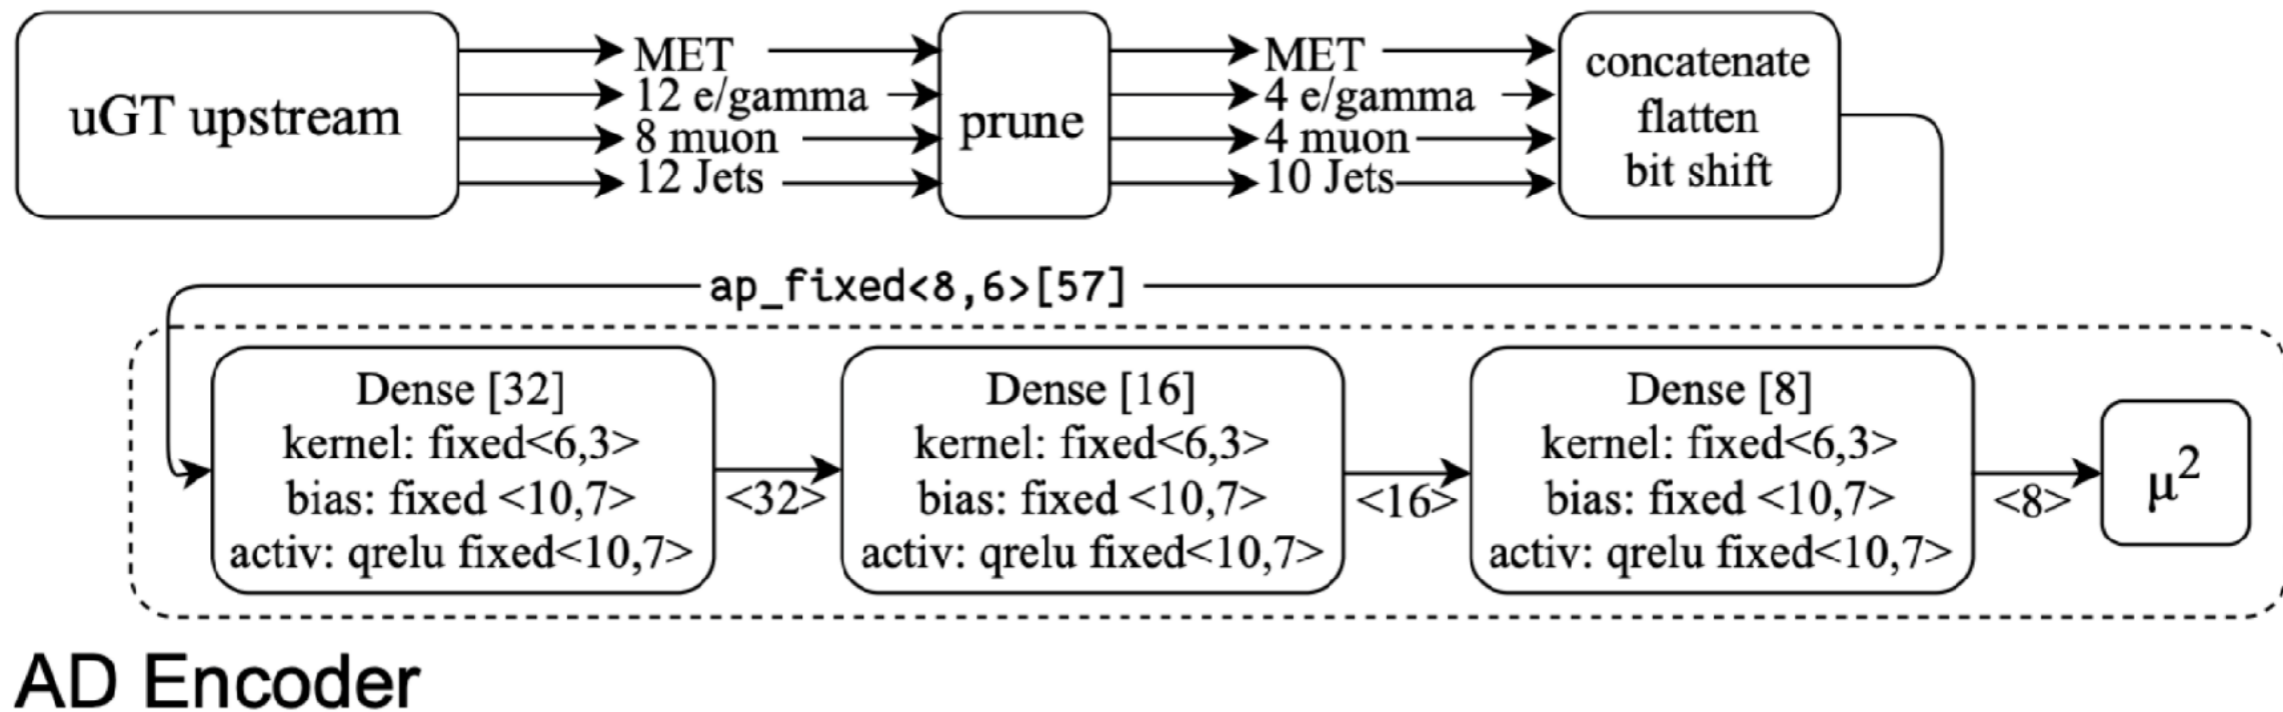 uGT upstream
MET
12 e/gamma
8 muon
12 Jets
prune
MET
4 e/gamma
4 muon
10 Jets
concatenate
flatten
bit shift
ap_fixed<8,6>[57]
Dense [32]
kernel: fixed<6,3>
bias: fixed <10,7>
activ: qrelu fixed<10,7>
<32>
Dense [16]
kernel: fixed<6,3>
bias: fixed <10,7>
activ: qrelu fixed<10,7>
<16>
Dense [8]
kernel: fixed<6,3>
bias: fixed <10,7>
activ: qrelu fixed<10,7>
<8>
μ²
AD Encoder